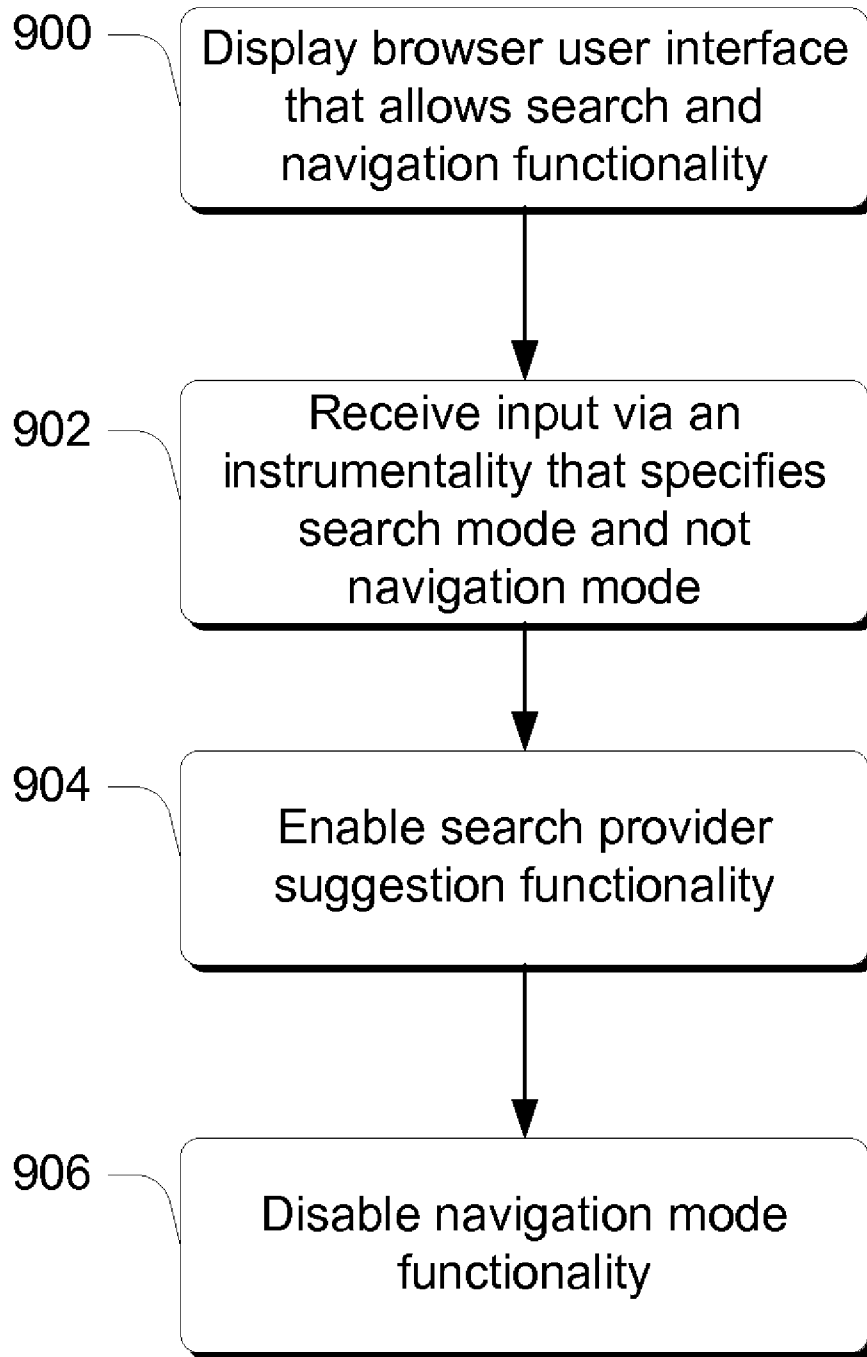 900
Display browser user interface
that allows search and
navigation functionality
902
Receive input via an
instrumentality that specifies
search mode and not
navigation mode
904
Enable search provider
suggestion functionality
906
Disable navigation mode
functionality